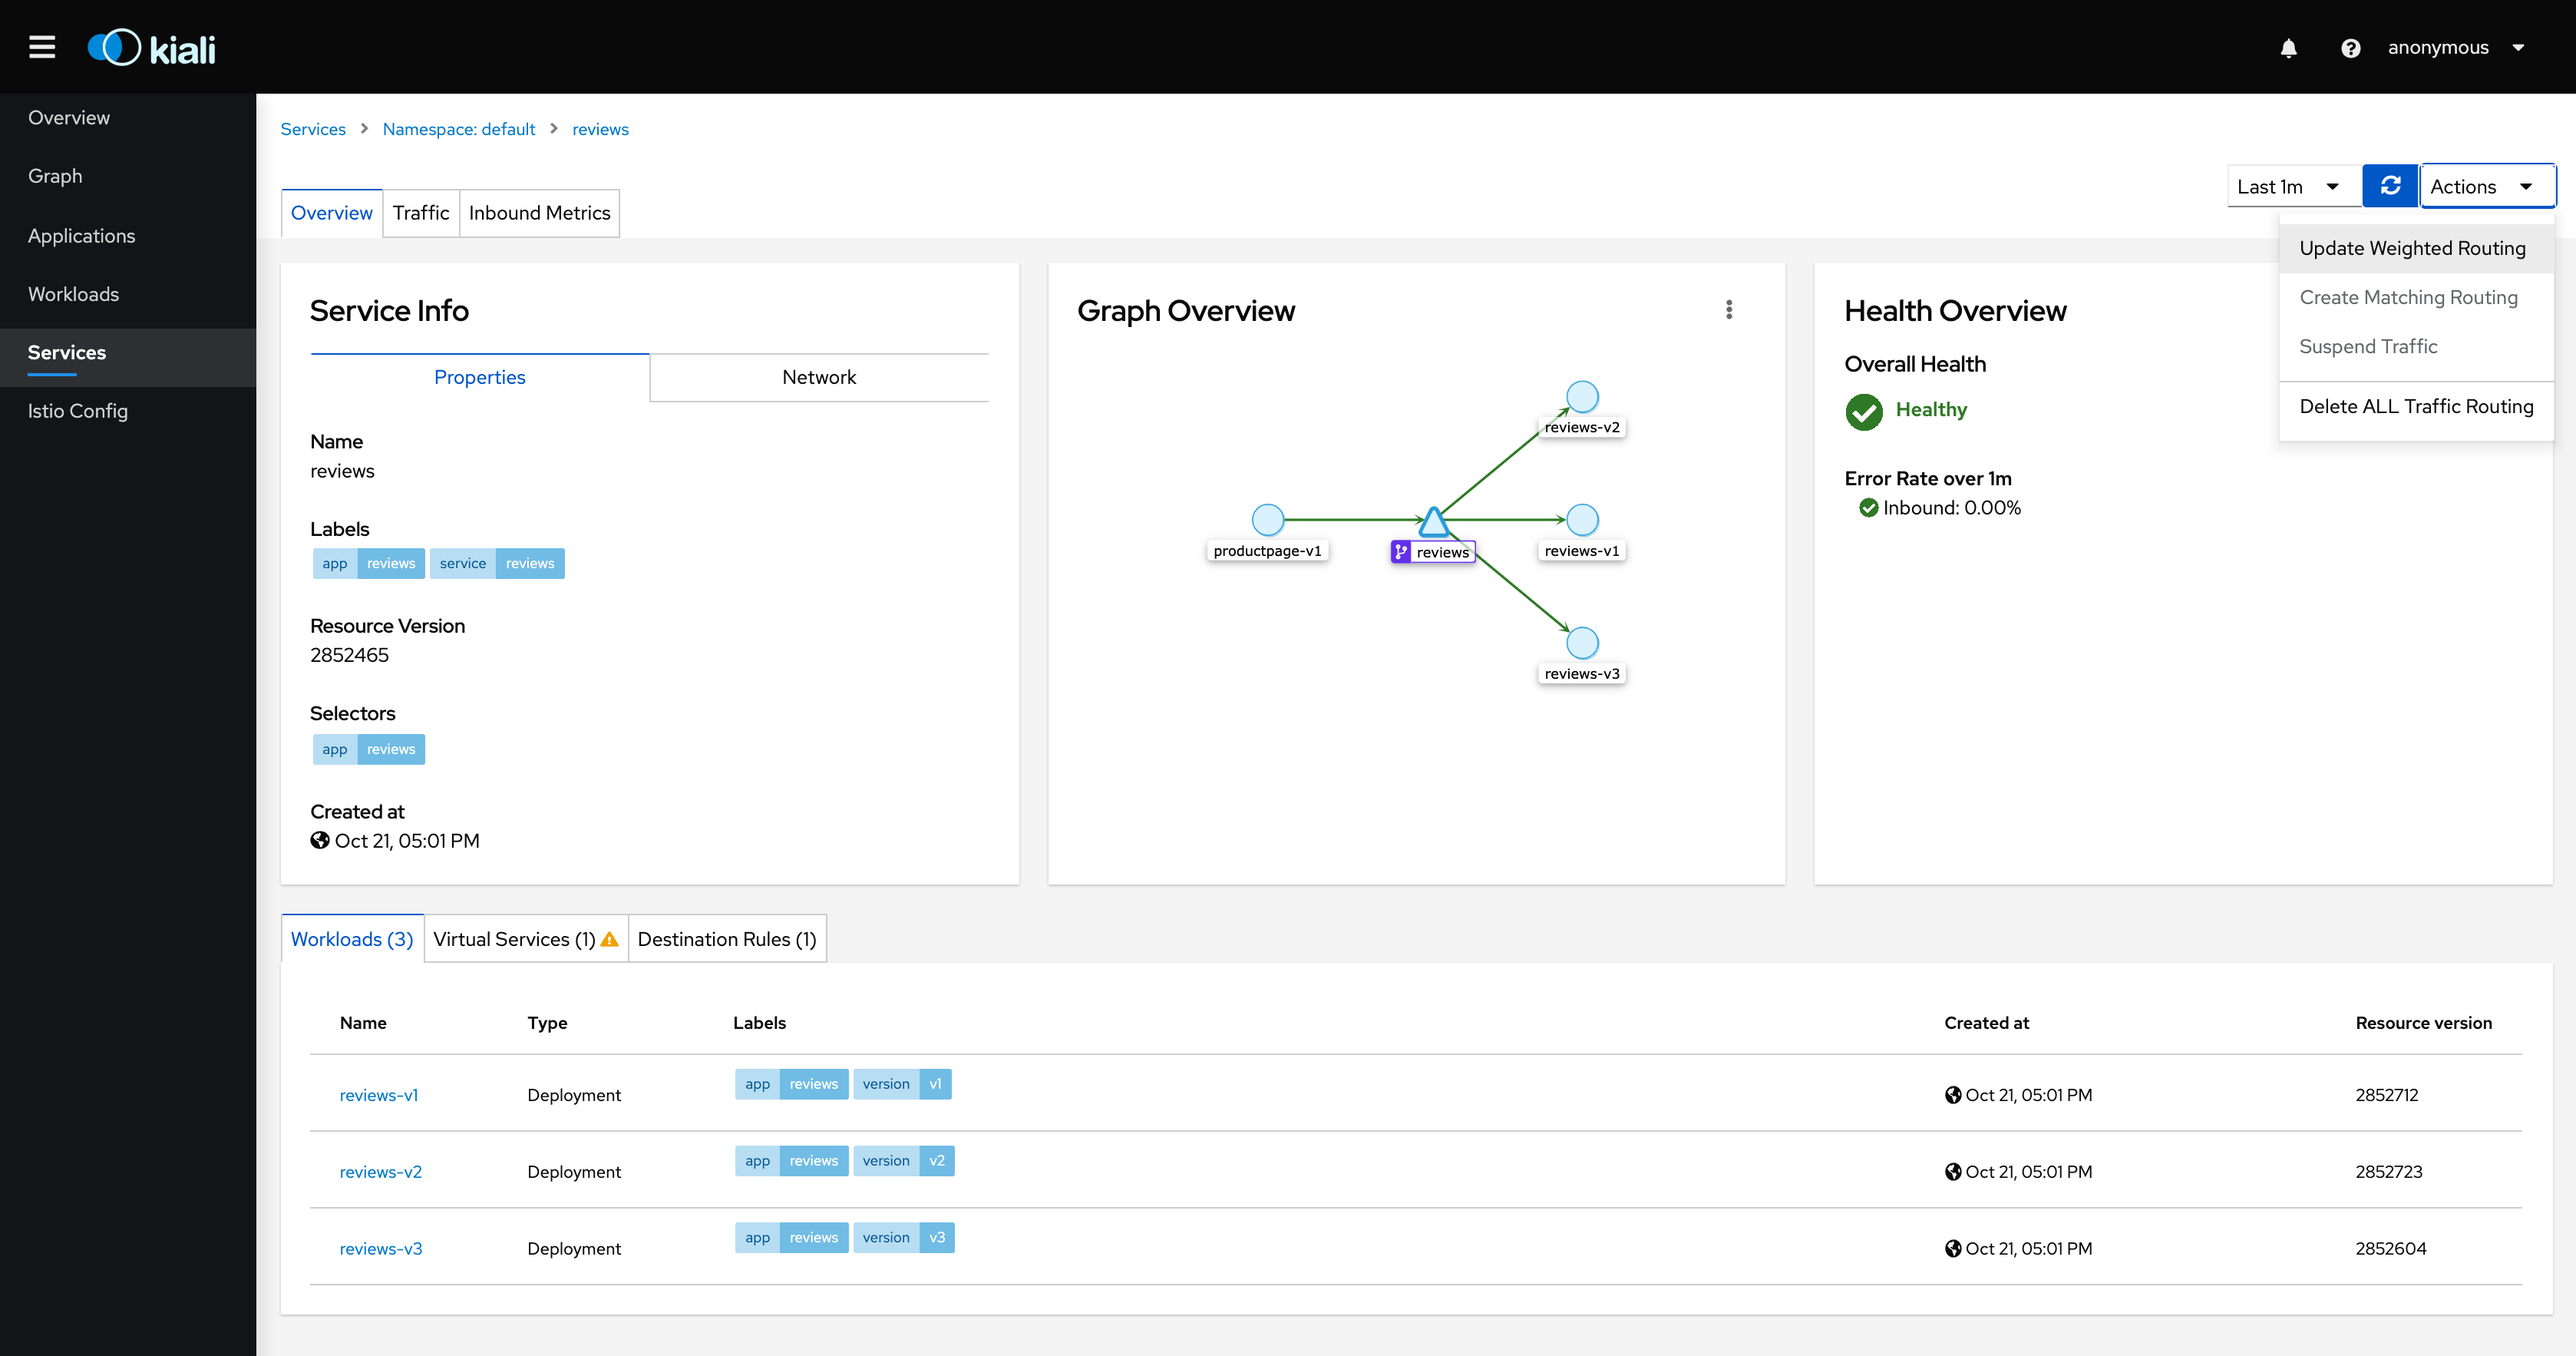 kiali
anonymous
Overview
Graph
Applications
Workloads
Services
Istio Config
Services > Namespace: default > reviews
Overview Traffic Inbound Metrics
Last 1m Actions
Update Weighted Routing
Create Matching Routing
Suspend Traffic
Delete ALL Traffic Routing
Service Info
Properties Network
Name
reviews
Labels
app reviews service reviews
Resource Version
2852465
Selectors
app reviews
Created at
Oct 21, 05:01 PM
Graph Overview
reviews-v2
productpage-v1 reviews reviews-v1
reviews-v3
Health Overview
Overall Health
Healthy
Error Rate over 1m
Inbound: 0.00%
Workloads (3) Virtual Services (1) Destination Rules (1)
Name Type Labels Created at Resource version
reviews-v1 Deployment app reviews version v1 Oct 21, 05:01 PM 2852712
reviews-v2 Deployment app reviews version v2 Oct 21, 05:01 PM 2852723
reviews-v3 Deployment app reviews version v3 Oct 21, 05:01 PM 2852604